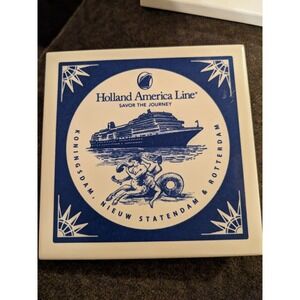 Holland America Line®
SAVOR THE JOURNEY
KONINGSDAM, NIEUW STATENDAM & ROTTERDAM